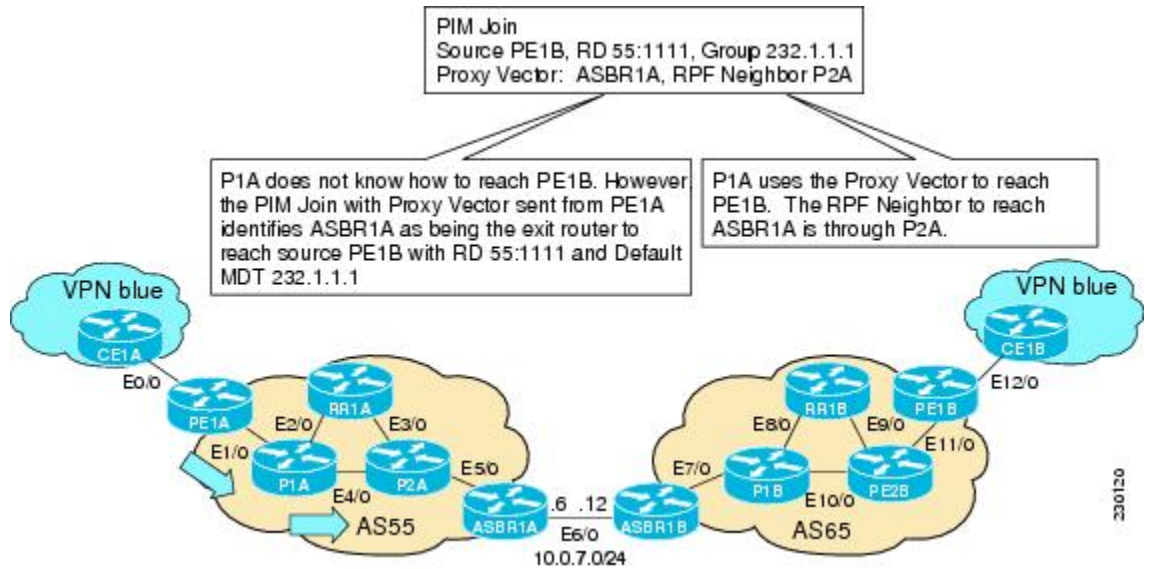 PIM Join
Source PE1B, RD 55:1111, Group 232.1.1.1
Proxy Vector: ASBR1A, RPF Neighbor P2A
P1A does not know how to reach PE1B. However,
the PIM Join with Proxy Vector sent from PE1A
identifies ASBR1A as being the exit router to
reach source PE1B with RD 55:1111 and Default
MDT 232.1.1.1
P1A uses the Proxy Vector to reach
PE1B. The RPF Neighbor to reach
ASBR1A is through P2A.
VPN blue
CE1A
E0/0
PE1A
E1/0
E2/0
RR1A
E3/0
P1A
E4/0
P2A
E5/0
AS55
ASBR1A
.6 .12
E6/0
10.0.7.0/24
ASBR1B
E7/0
P1B
E8/0
RR1B
E9/0
E10/0
PE2B
AS65
E11/0
PE1B
E12/0
CE1B
VPN blue
230120